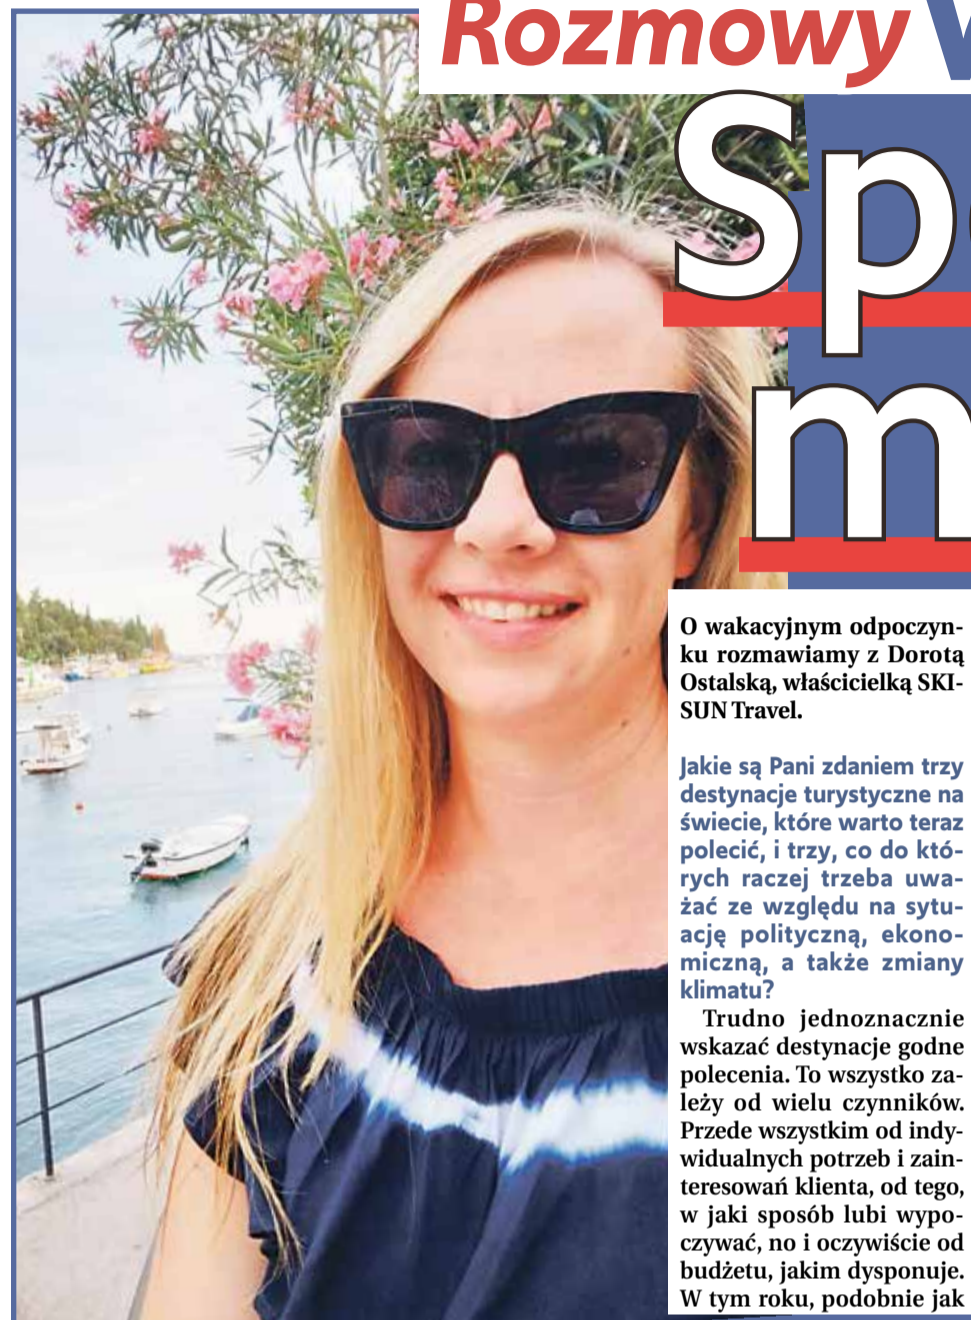 Rozmowy
Sp
m
O wakacyjnym odpoczyn-
ku rozmawiamy z Dorotą
Ostalską, właścicielką SKI-
SUN Travel.
Jakie są Pani zdaniem trzy
destynacje turystyczne na
świecie, które warto teraz
polecić, i trzy, co do któ-
rych raczej trzeba uwa-
żać ze względu na sytu-
ację polityczną, ekono-
miczną, a także zmiany
klimatu?
Trudno jednoznacznie
wskazać destynacje godne
polecenia. To wszystko za-
leży od wielu czynników.
Przede wszystkim od indy-
widualnych potrzeb i zain-
teresowań klienta, od tego,
w jaki sposób lubi wypo-
czywać, no i oczywiście od
budżetu, jakim dysponuje.
W tym roku, podobnie jak